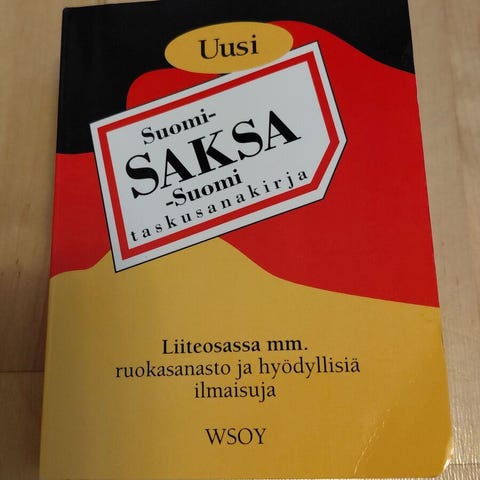 Uusi
Suomi-
SAKSA
-Suomi
taskusanakirja
Liiteosassa mm.
ruokasanasto ja hyödyllisiä
ilmaisuja
WSOY